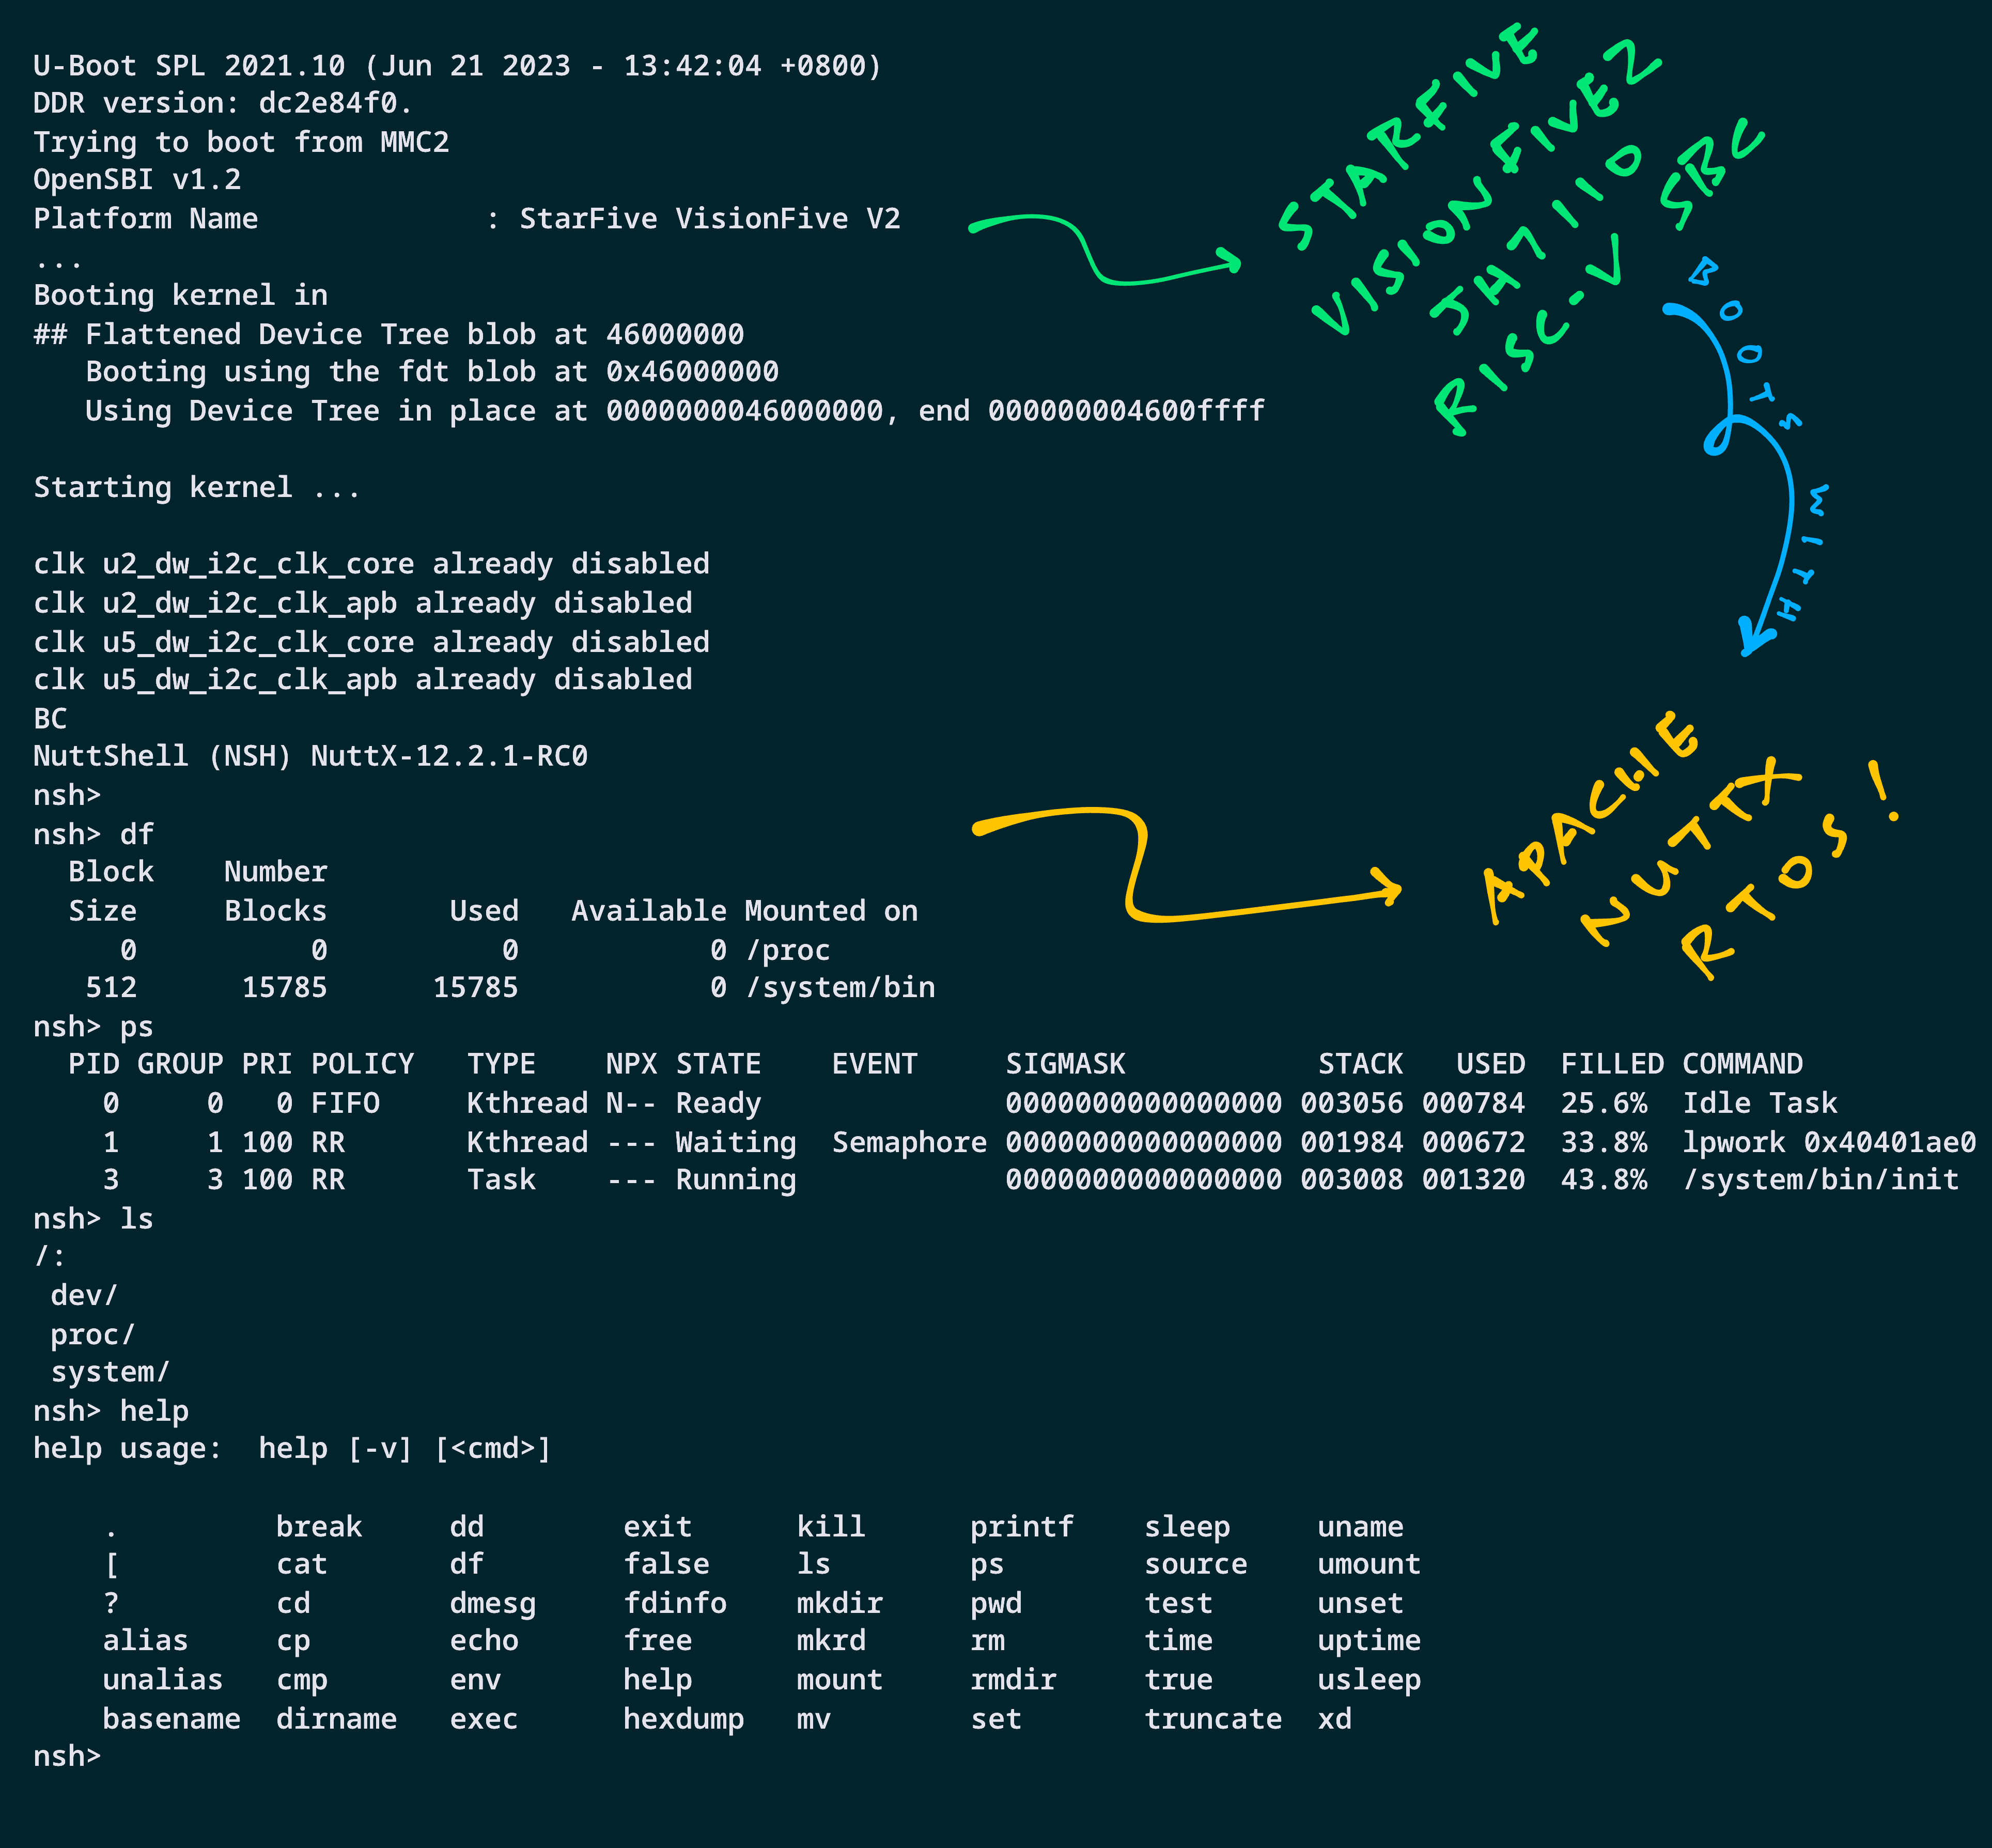 U-Boot SPL 2021.10 (Jun 21 2023 - 13:42:04 +0800)
DDR version: dc2e84f0.
Trying to boot from MMC2
OpenSBI v1.2
Platform Name             : StarFive VisionFive V2
...
Booting kernel in
## Flattened Device Tree blob at 46000000
   Booting using the fdt blob at 0x46000000
   Using Device Tree in place at 0000000046000000, end 000000004600ffff
Starting kernel ...
clk u2_dw_i2c_clk_core already disabled
clk u2_dw_i2c_clk_apb already disabled
clk u5_dw_i2c_clk_core already disabled
clk u5_dw_i2c_clk_apb already disabled
BC
NuttShell (NSH) NuttX-12.2.1-RC0
nsh>
nsh> df
  Block    Number
  Size     Blocks       Used   Available Mounted on
     0          0          0           0 /proc
   512      15785      15785           0 /system/bin
nsh> ps
  PID GROUP PRI POLICY   TYPE    NPX STATE    EVENT     SIGMASK           STACK   USED  FILLED COMMAND
    0     0   0 FIFO     Kthread N-- Ready              0000000000000000 003056 000784  25.6%  Idle Task
    1     1 100 RR       Kthread --- Waiting  Semaphore 0000000000000000 001984 000672  33.8%  lpwork 0x40401ae0
    3     3 100 RR       Task    --- Running            0000000000000000 003008 001320  43.8%  /system/bin/init
nsh> ls
/:
 dev/
 proc/
 system/
nsh> help
help usage:  help [-v] [<cmd>]
    .         break     dd        exit      kill      printf    sleep     uname
    [         cat       df        false     ls        ps        source    umount
    ?         cd        dmesg     fdinfo    mkdir     pwd       test      unset
    alias     cp        echo      free      mkrd      rm        time      uptime
    unalias   cmp       env       help      mount     rmdir     true      usleep
    basename  dirname   exec      hexdump   mv        set       truncate  xd
nsh>
STARFIVE
VISIONFIVE2
JH7110
RISC-V SBC
BOOTS WITH
APACHE
NUTTX
RTOS!